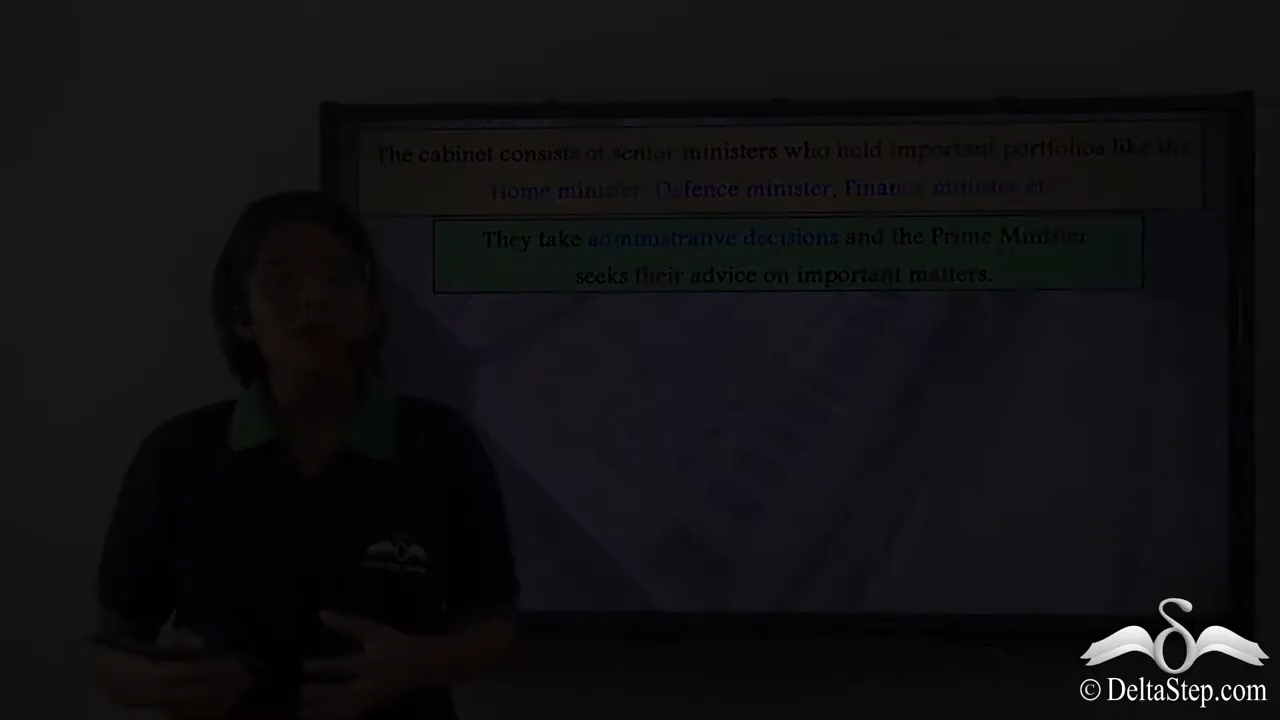 The cabinet consists of senior ministers who hold important portfolios like the
Home minister, Defence minister, Finance minister etc
They take administrative decisions and the Prime Minister
seeks their advice on important matters.
© DeltaStep.com